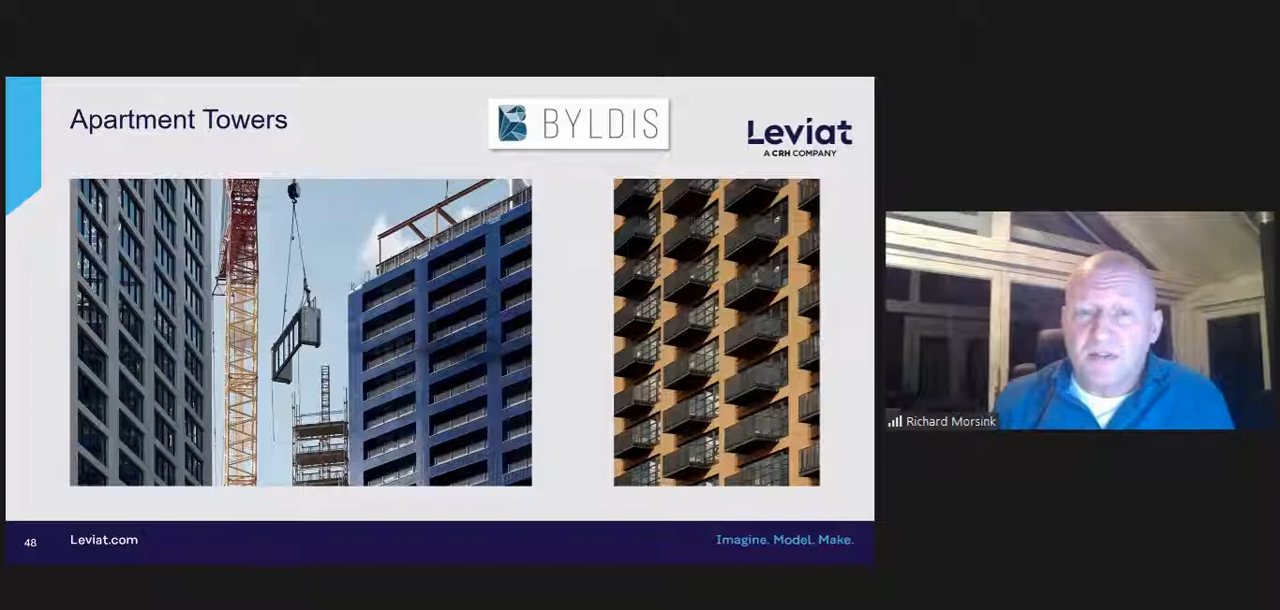 Apartment Towers
BYLDIS
Leviat
A CRH COMPANY
Richard Morsink
48
Leviat.com
Imagine. Model. Make.